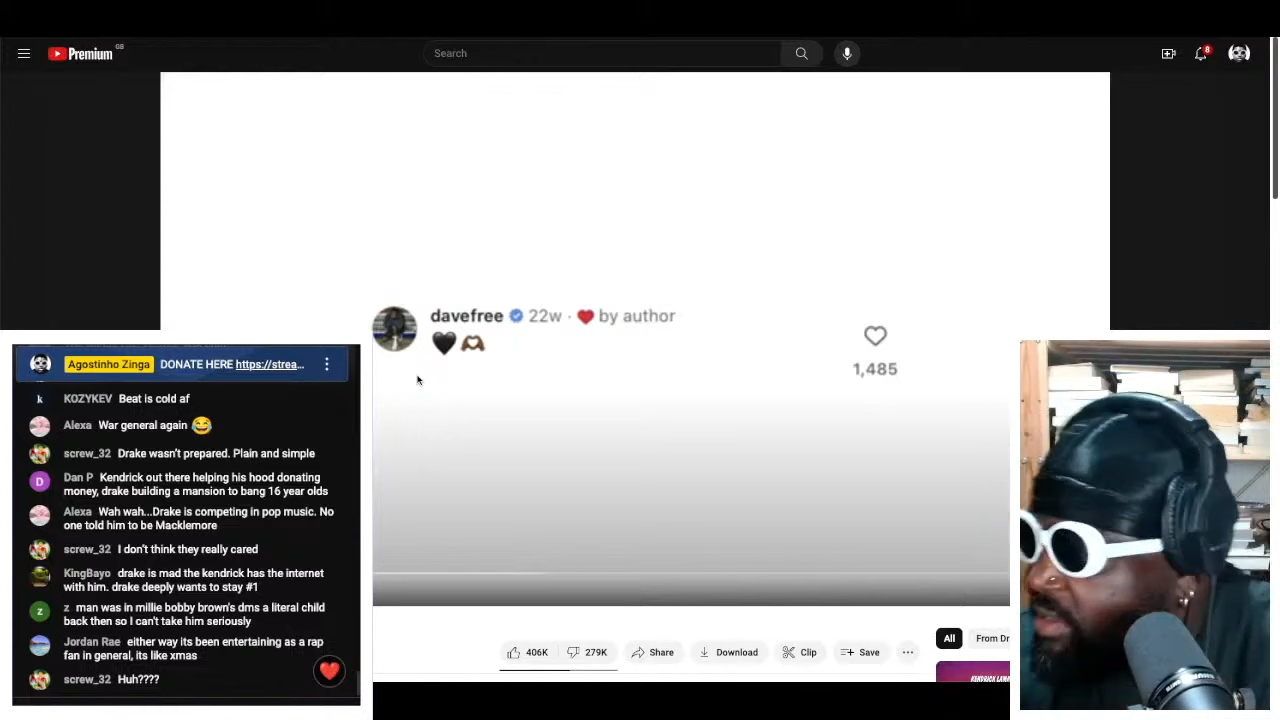 Premium GB
Search
8
davefree 22w · by author
1,485
Agostinho Zinga DONATE HERE https://strea...
k KOZYKEV Beat is cold af
Alexa War general again
screw_32 Drake wasn't prepared. Plain and simple
D Dan P Kendrick out there helping his hood donating
money, drake building a mansion to bang 16 year olds
Alexa Wah wah...Drake is competing in pop music. No
one told him to be Macklemore
screw_32 I don't think they really cared
KingBayo drake is mad the kendrick has the internet
with him. drake deeply wants to stay #1
z z man was in millie bobby brown's dms a literal child
back then so I can't take him seriously
Jordan Rae either way its been entertaining as a rap
fan in general, its like xmas
screw_32 Huh????
406K 279K Share Download Clip Save
All From Dr
KENDRICK LAM